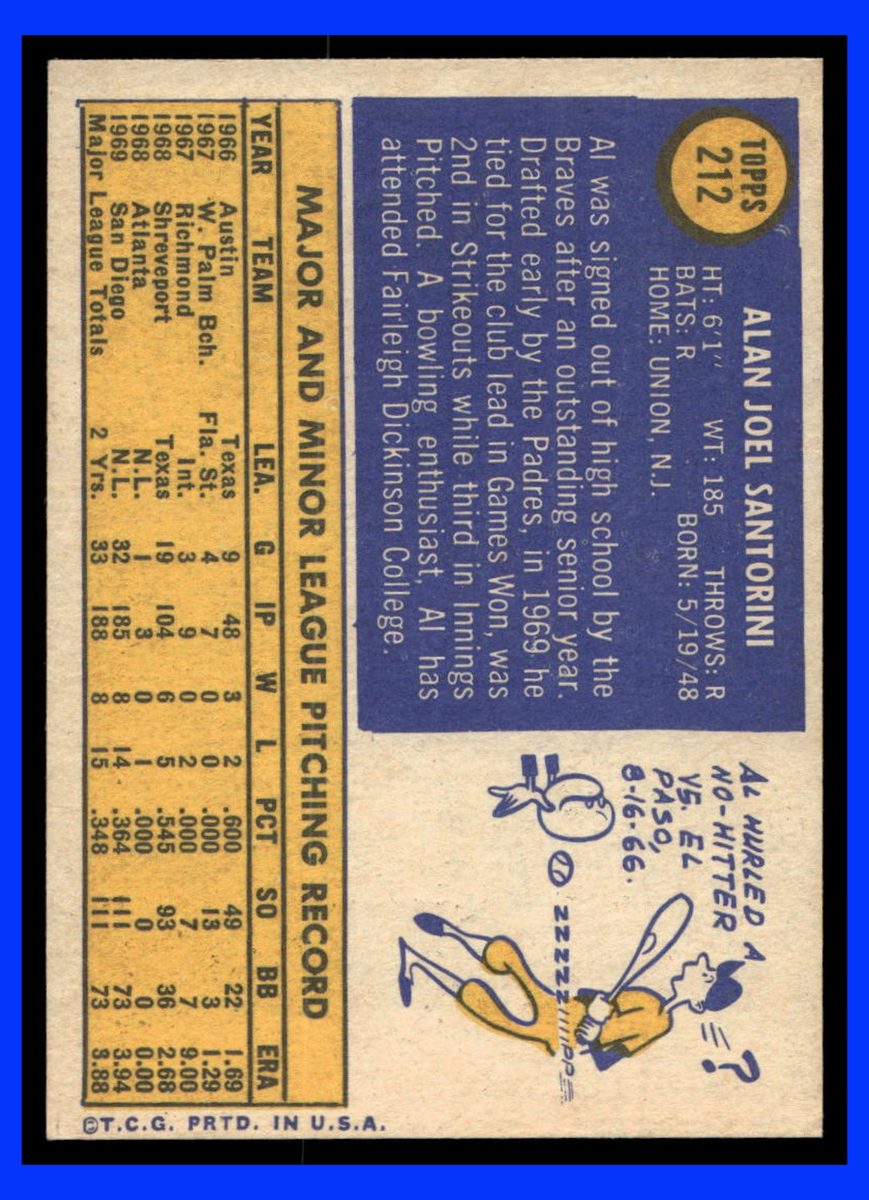 TOPPS
212
ALAN JOEL SANTORINI
HT: 6'1" WT: 185 THROWS: R
BATS: R BORN: 5/19/48
HOME: UNION, N.J.
Al was signed out of high school by the
Braves after an outstanding senior year.
Drafted early by the Padres, in 1969 he
tied for the club lead in Games Won, was
2nd in Strikeouts while third in Innings
Pitched. A bowling enthusiast, Al has
attended Fairleigh Dickinson College.
AL HURLED A
NO-HITTER
VS. EL
PASO,
8-16-66.
?
ZZZZZIIIIPPP
MAJOR AND MINOR LEAGUE PITCHING RECORD
YEAR TEAM LEA. G IP W L PCT SO BB ERA
1966 Austin Texas 9 48 3 2 .600 49 22 1.69
1967 W. Palm Bch. Fla. St. 4 7 0 0 .000 13 3 1.29
1967 Richmond Int. 3 9 0 2 .000 7 7 9.00
1968 Shreveport Texas 19 104 6 5 .545 93 36 2.68
1968 Atlanta N.L. 1 3 0 1 .000 0 0 0.00
1969 San Diego N.L. 32 185 8 14 .364 111 73 3.94
Major League Totals 2 Yrs. 33 188 8 15 .348 111 73 3.88
©T.C.G. PRTD. IN U.S.A.